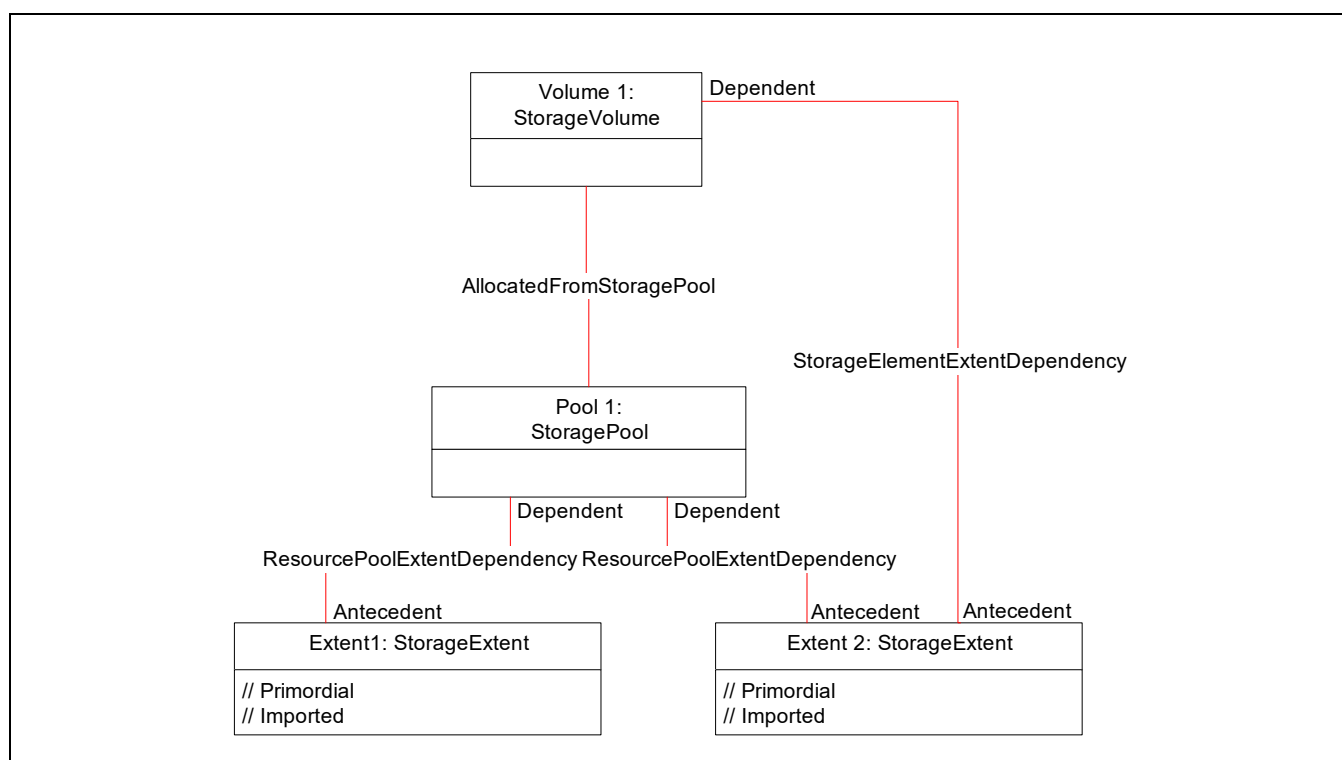 Volume 1:
StorageVolume
Dependent
AllocatedFromStoragePool
StorageElementExtentDependency
Pool 1:
StoragePool
Dependent
Dependent
ResourcePoolExtentDependency
ResourcePoolExtentDependency
Antecedent
Antecedent
Antecedent
Extent1: StorageExtent
// Primordial
// Imported
Extent 2: StorageExtent
// Primordial
// Imported